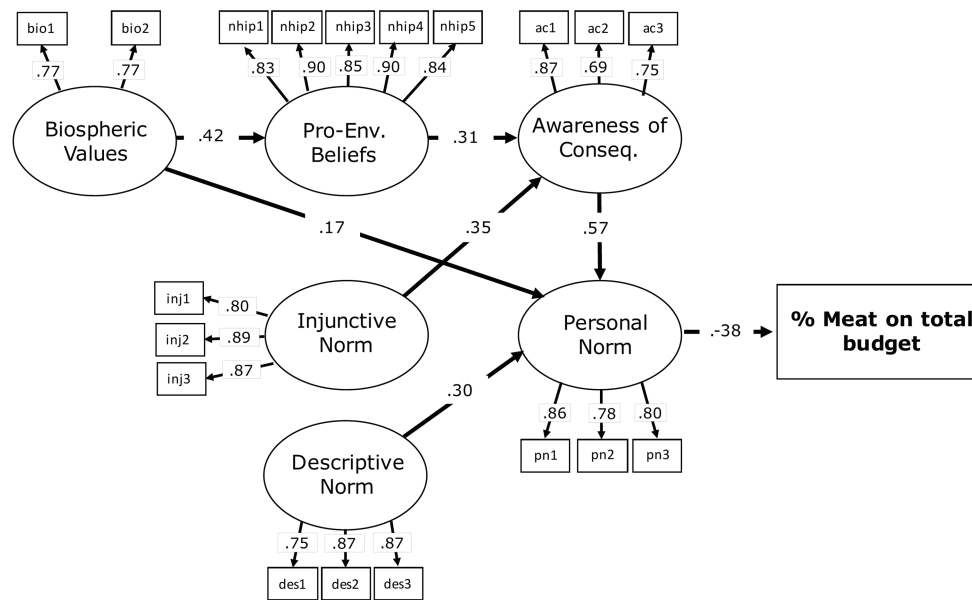 bio1
bio2
nhip1
nhip2
nhip3
nhip4
nhip5
ac1
ac2
ac3
.77
.77
.83
.90
.85
.90
.84
.87
.69
.75
Biospheric
Values
.42
Pro-Env.
Beliefs
.31
Awareness of
Conseq.
.17
.35
.57
inj1
.80
inj2
.89
inj3
.87
Injunctive
Norm
Personal
Norm
.-38
% Meat on total
budget
.30
.86
.78
.80
pn1
pn2
pn3
Descriptive
Norm
.75
.87
.87
des1
des2
des3